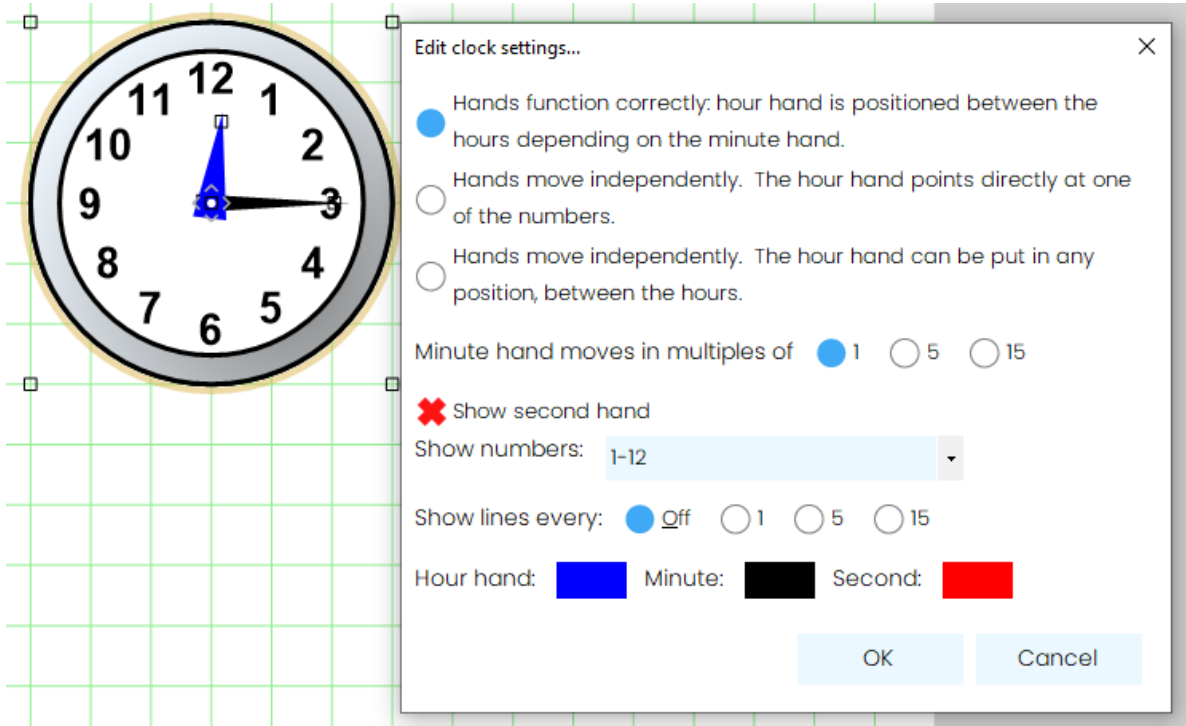 12
11
1
10
2
9
3
8
4
7
5
6
Edit clock settings...
Hands function correctly: hour hand is positioned between the
hours depending on the minute hand.
Hands move independently.  The hour hand points directly at one
of the numbers.
Hands move independently.  The hour hand can be put in any
position, between the hours.
Minute hand moves in multiples of 1 5 15
Show second hand
Show numbers: 1-12
Show lines every: Off 1 5 15
Hour hand: Minute: Second:
OK Cancel